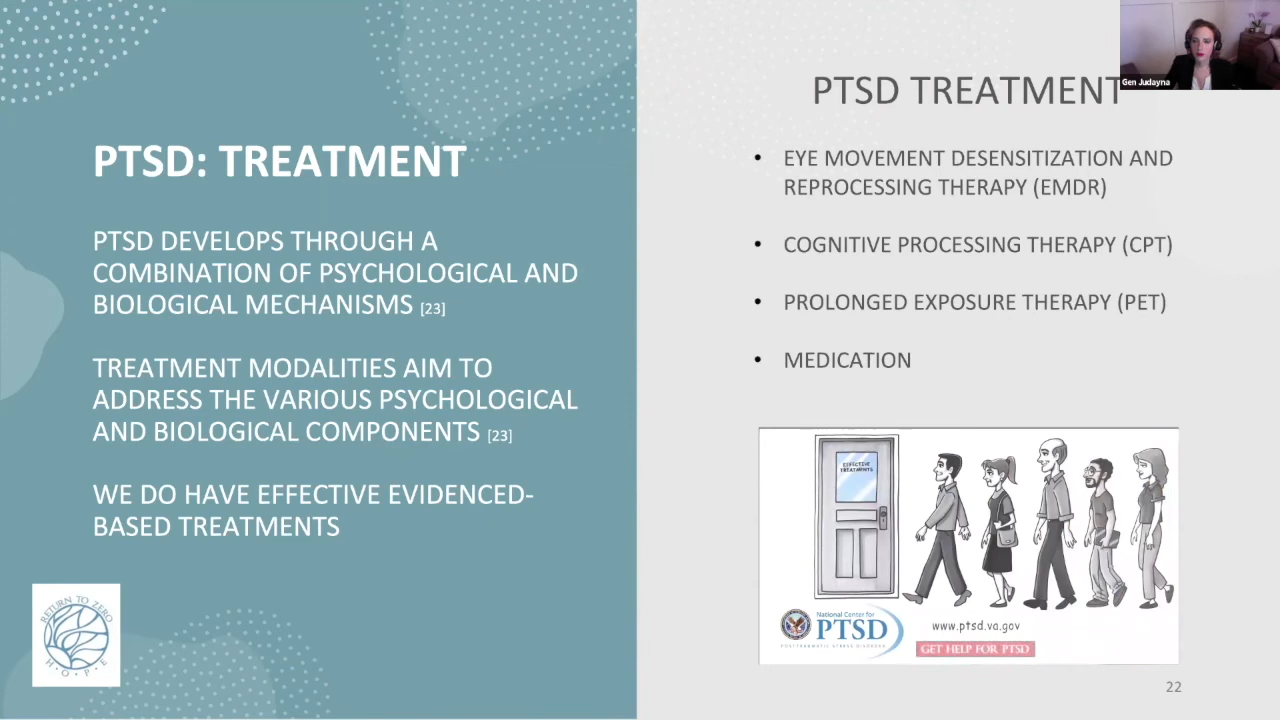 PTSD: TREATMENT
PTSD DEVELOPS THROUGH A
COMBINATION OF PSYCHOLOGICAL AND
BIOLOGICAL MECHANISMS [23]
TREATMENT MODALITIES AIM TO
ADDRESS THE VARIOUS PSYCHOLOGICAL
AND BIOLOGICAL COMPONENTS [23]
WE DO HAVE EFFECTIVE EVIDENCED-
BASED TREATMENTS
RETURN TO ZERO
H·O·P·E
PTSD TREATMENT
Gen Judayna
• EYE MOVEMENT DESENSITIZATION AND
REPROCESSING THERAPY (EMDR)
• COGNITIVE PROCESSING THERAPY (CPT)
• PROLONGED EXPOSURE THERAPY (PET)
• MEDICATION
EFFECTIVE
TREATMENTS
National Center for
PTSD
POSTTRAUMATIC STRESS DISORDER
www.ptsd.va.gov
GET HELP FOR PTSD
22